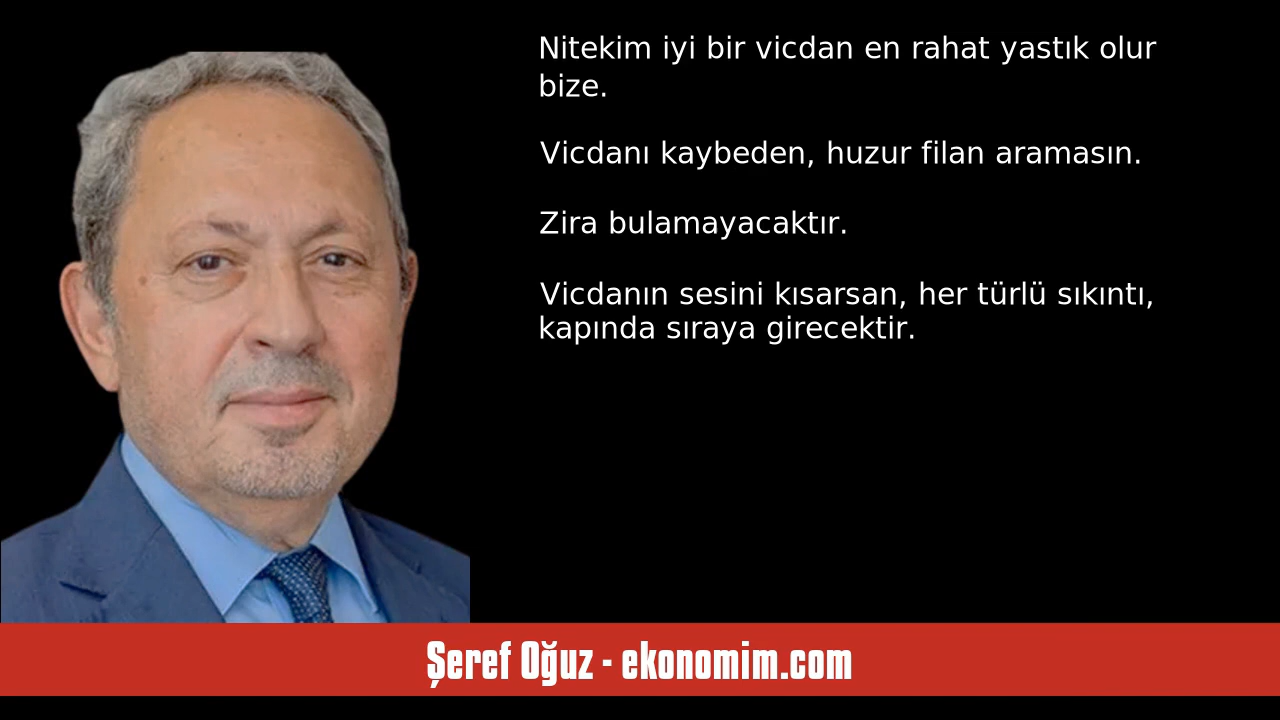 Nitekim iyi bir vicdan en rahat yastık olur
bize.
Vicdanı kaybeden, huzur filan aramasın.
Zira bulamayacaktır.
Vicdanın sesini kısarsan, her türlü sıkıntı,
kapında sıraya girecektir.
Şeref Oğuz - ekonomim.com